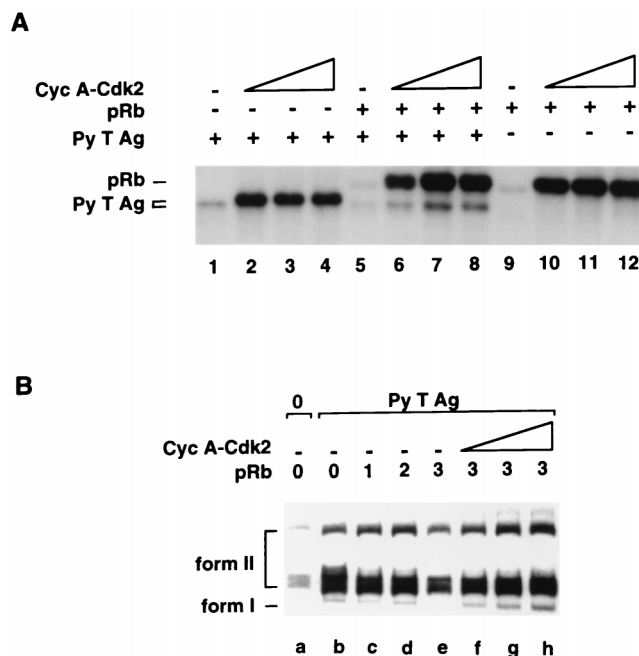 A
Cyc A-Cdk2 - -  -
pRb - - - - + + + + + + + +
Py T Ag + + + + + + + + - - - -
pRb
Py T Ag
1 2 3 4 5 6 7 8 9 10 11 12
B
0 Py T Ag
Cyc A-Cdk2 - - - - -
pRb 0 0 1 2 3 3 3 3
form II
form I
a b c d e f g h